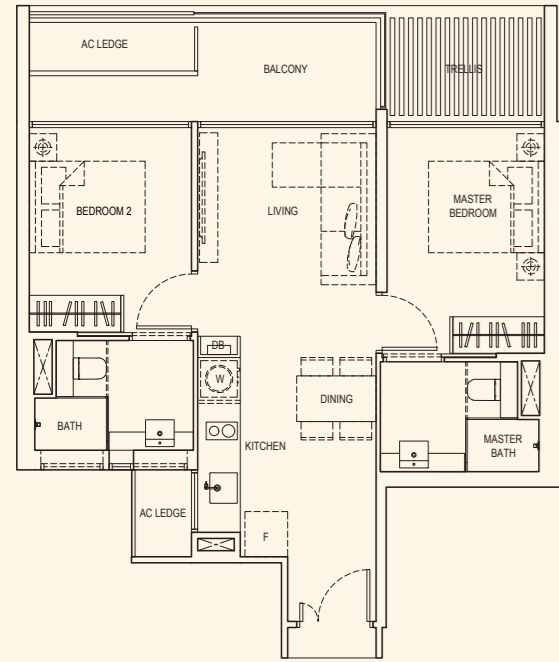 AC LEDGE
BALCONY
TRELLIS
BEDROOM 2
LIVING
MASTER
BEDROOM
DB
W
DINING
BATH
KITCHEN
MASTER
BATH
AC LEDGE
F